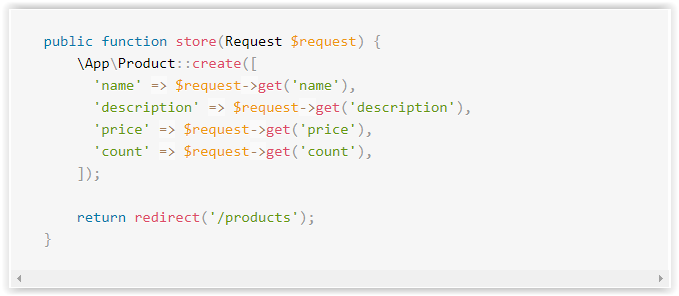 public function store(Request $request) {
    \App\Product::create([
      'name' => $request->get('name'),
      'description' => $request->get('description'),
      'price' => $request->get('price'),
      'count' => $request->get('count'),
    ]);

    return redirect('/products');
}